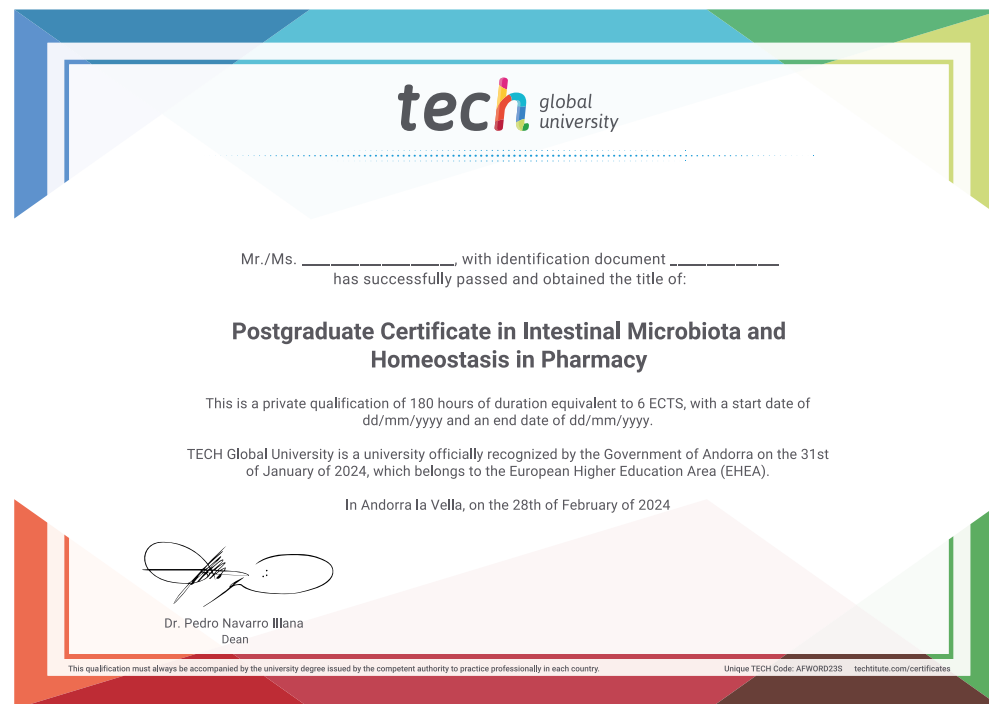 tech global
university
Mr./Ms. ____________________, with identification document ______________
has successfully passed and obtained the title of:
Postgraduate Certificate in Intestinal Microbiota and
Homeostasis in Pharmacy
This is a private qualification of 180 hours of duration equivalent to 6 ECTS, with a start date of
dd/mm/yyyy and an end date of dd/mm/yyyy.
TECH Global University is a university officially recognized by the Government of Andorra on the 31st
of January of 2024, which belongs to the European Higher Education Area (EHEA).
In Andorra la Vella, on the 28th of February of 2024
Dr. Pedro Navarro Illana
Dean
This qualification must always be accompanied by the university degree issued by the competent authority to practice professionally in each country.
Unique TECH Code: AFWORD23S techtitute.com/certificates